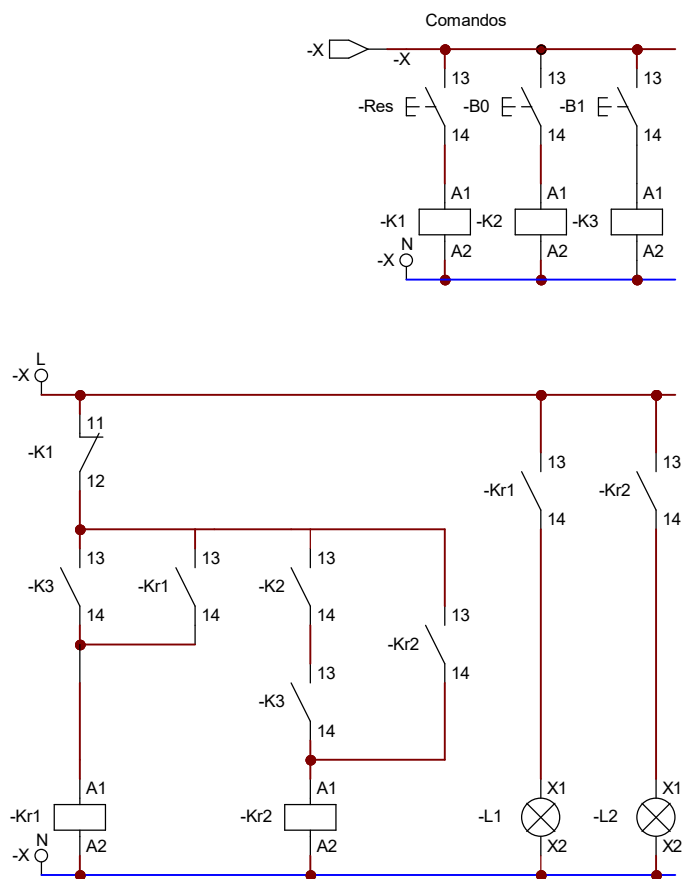 Comandos
-X
-X
13 13 13
-Res -B0 -B1
14 14 14
A1 A1 A1
-K1 -K2 -K3
N
A2 A2 A2
-X
L
-X
11
-K1
12
13 13
-Kr1 -Kr2
14 14
13 13 13
-K3 -Kr1 -K2
14 14 14
13
-Kr2
14
13
-K3
14
A1 A1 X1 X1
-Kr1 -Kr2 -L1 -L2
N
A2 A2 X2 X2
-X